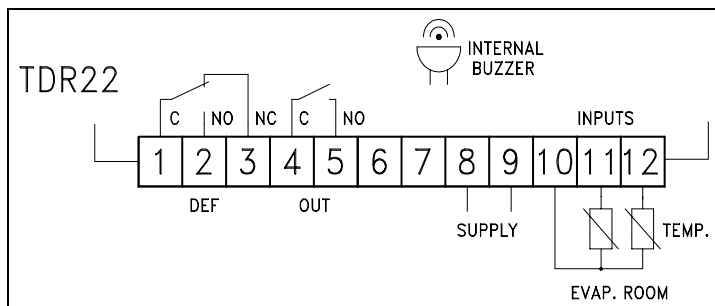 INTERNAL
BUZZER
TDR22
C NO NC C NO INPUTS
1 2 3 4 5 6 7 8 9 10 11 12
DEF OUT
SUPPLY TEMP.
EVAP. ROOM